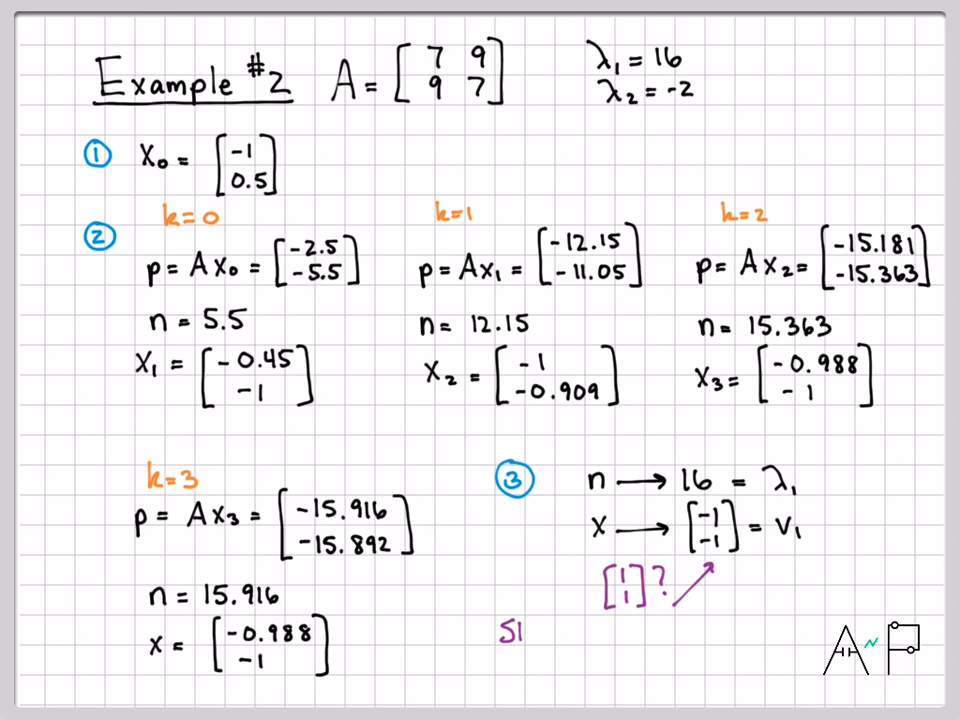 Example #2 A = [7 9; 9 7] λ₁ = 16
λ₂ = -2
① x₀ = [-1; 0.5]
② k=0
p = Ax₀ = [-2.5; -5.5]
n = 5.5
x₁ = [-0.45; -1]
k=1
p = Ax₁ = [-12.15; -11.05]
n = 12.15
x₂ = [-1; -0.909]
k=2
p = Ax₂ = [-15.181; -15.363]
n = 15.363
x₃ = [-0.988; -1]
k=3
p = Ax₃ = [-15.916; -15.892]
n = 15.916
x = [-0.988; -1]
③ n → 16 = λ₁
x → [-1; -1] = v₁
[1; 1]?
SI
AP